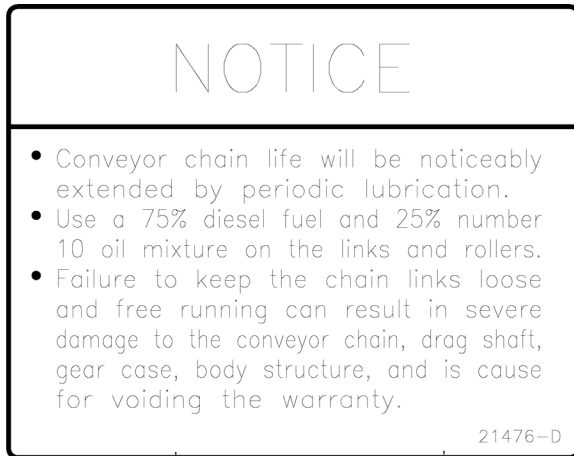 NOTICE
• Conveyor chain life will be noticeably
extended by periodic lubrication.
• Use a 75% diesel fuel and 25% number
10 oil mixture on the links and rollers.
• Failure to keep the chain links loose
and free running can result in severe
damage to the conveyor chain, drag shaft,
gear case, body structure, and is cause
for voiding the warranty.
21476-D